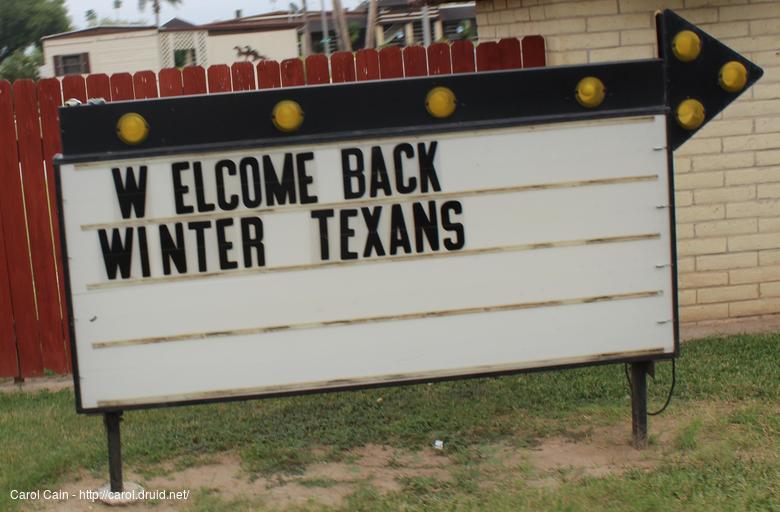 W ELCOME BACK
WINTER TEXANS
Carol Cain - http://carol.druid.net/